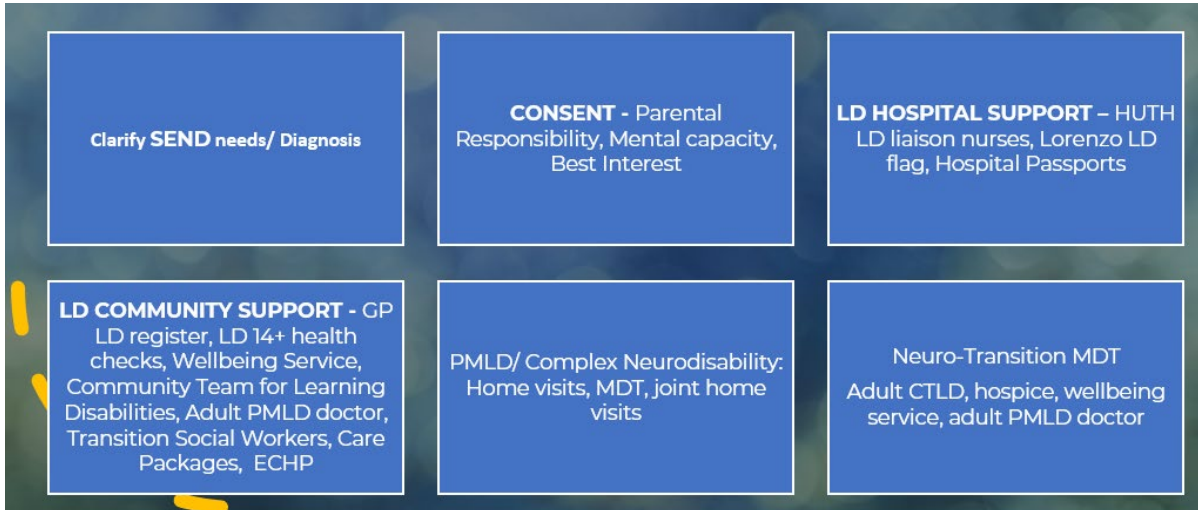 Clarify SEND needs/ Diagnosis
CONSENT - Parental
Responsibility, Mental capacity,
Best Interest
LD HOSPITAL SUPPORT – HUTH
LD liaison nurses, Lorenzo LD
flag, Hospital Passports
LD COMMUNITY SUPPORT - GP
LD register, LD 14+ health
checks, Wellbeing Service,
Community Team for Learning
Disabilities, Adult PMLD doctor,
Transition Social Workers, Care
Packages, ECHP
PMLD/ Complex Neurodisability:
Home visits, MDT, joint home
visits
Neuro-Transition MDT
Adult CTLD, hospice, wellbeing
service, adult PMLD doctor